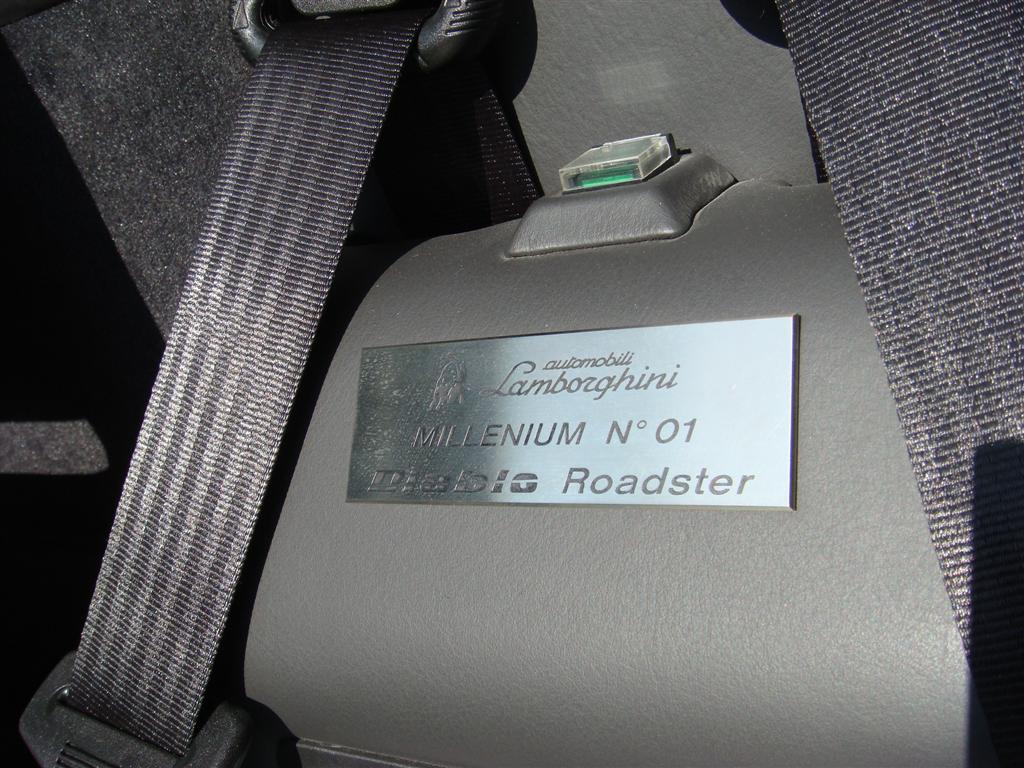 automobili
Lamborghini
MILLENIUM N° 01
Diablo Roadster